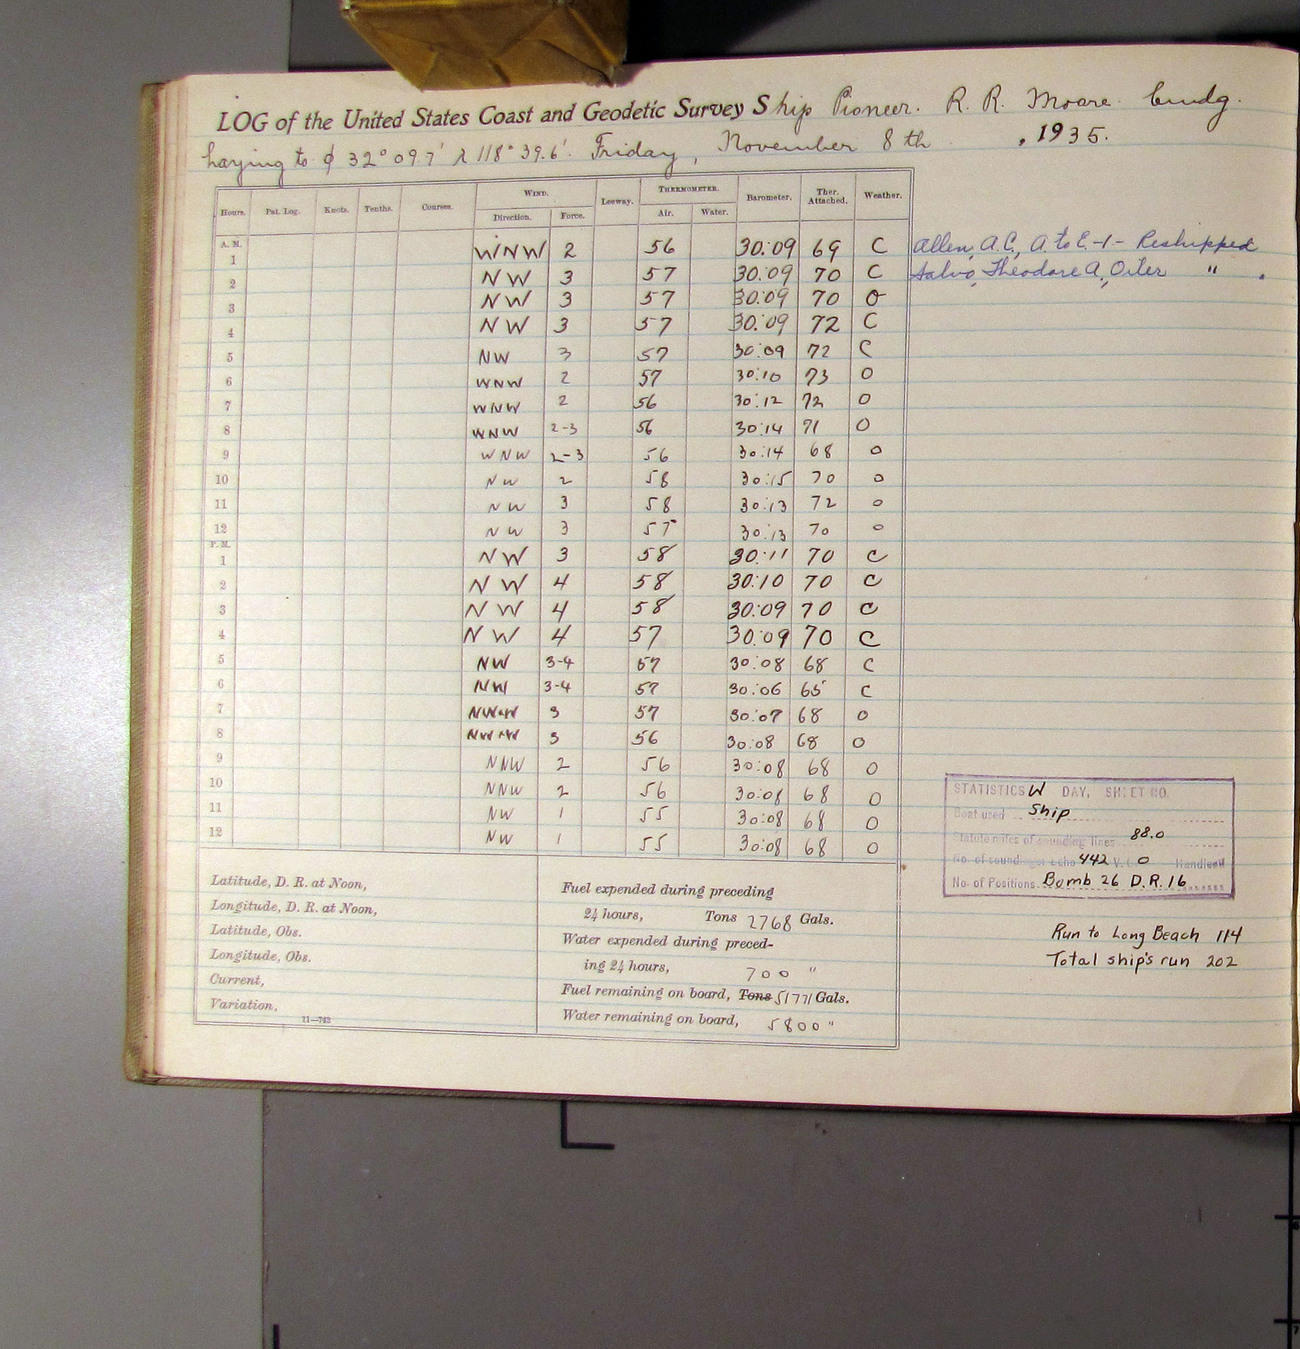 LOG of the United States Coast and Geodetic Survey Ship Pioneer. R. R. Moore. Cmdg.
to φ 32° 09.7' λ 118° 39.6'. Friday, November 8 th , 1935.
Hours. Pat. Log. Knots. Tenths. Courses. WIND. Leeway. THERMOMETER. Barometer. Ther. Attached. Weather.
Direction. Force. Air. Water.
A. M.
1 WNW 2 56 30:09 69 C Allen, A.C., A. to E. -1- Reshipped
2 NW 3 57 30:09 70 C Salvo, Theodore A., Oiler " .
3 NW 3 57 30:09 70 O
4 NW 3 57 30:09 72 C
5 NW 3 57 30:09 72 C
6 WNW 2 57 30:10 73 O
7 WNW 2 56 30:12 72 O
8 WNW 2-3 56 30:14 71 O
9 WNW 2-3 56 30:14 68 O
10 NW 2 58 30:15 70 O
11 NW 3 58 30:13 72 O
12 NW 3 57 30:13 70 O
P. M.
1 NW 3 58 30:11 70 C
2 NW 4 58 30:10 70 C
3 NW 4 58 30:09 70 C
4 NW 4 57 30:09 70 C
5 NW 3-4 57 30:08 68 C
6 NW 3-4 57 30:06 65 C
7 3 57 30:07 68 O
8 3 56 30:08 68 O
9 NNW 2 56 30:08 68 O
10 NNW 2 56 30:08 68 O
11 NW 1 55 30:08 68 O
12 NW 1 55 30:08 68 O
STATISTICS W DAY, SHEET NO.
Boat used Ship
Statute miles of sounding lines 88.0
No. of soundings: echo 442 V. C. 0 Handlead
No. of Positions. Bomb 26 D.R. 16
Run to Long Beach 114
Total ship's run 202
Latitude, D. R. at Noon,
Longitude, D. R. at Noon,
Latitude, Obs.
Longitude, Obs.
Current,
Variation,
11—743
Fuel expended during preceding
24 hours, Tons 2768 Gals.
Water expended during preced-
ing 24 hours, 700 "
Fuel remaining on board, Tons 51771 Gals.
Water remaining on board, 5800 "